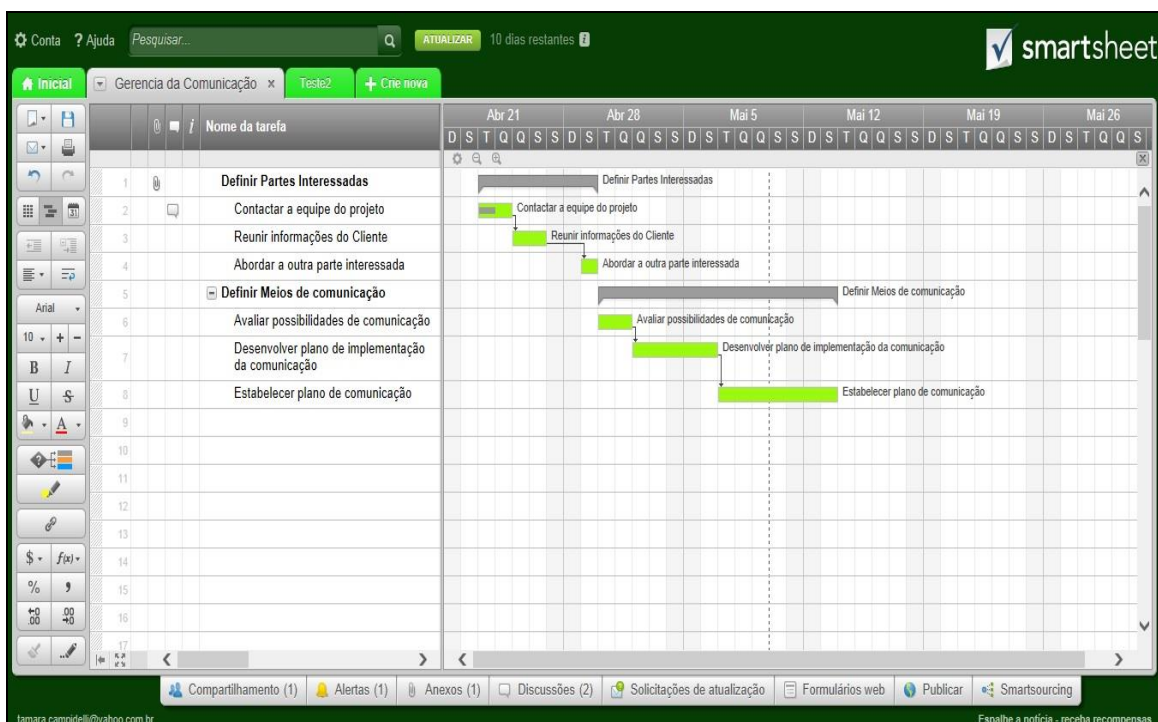 Conta ? Ajuda Pesquisar... ATUALIZAR 10 dias restantes i
smartsheet
Inicial Gerencia da Comunicação × Teste2 + Crie nova
i Nome da tarefa
Abr 21 Abr 28 Mai 5 Mai 12 Mai 19 Mai 26
D S T Q Q S S D S T Q Q S S D S T Q Q S S D S T Q Q S S D S T Q Q S S D S T Q Q S
1 Definir Partes Interessadas Definir Partes Interessadas
2 Contactar a equipe do projeto Contactar a equipe do projeto
3 Reunir informações do Cliente Reunir informações do Cliente
4 Abordar a outra parte interessada Abordar a outra parte interessada
5 Definir Meios de comunicação Definir Meios de comunicação
6 Avaliar possibilidades de comunicação Avaliar possibilidades de comunicação
7 Desenvolver plano de implementação Desenvolver plano de implementação da comunicação
da comunicação
8 Estabelecer plano de comunicação Estabelecer plano de comunicação
9
10
11
12
13
14
15
16
17
31
Arial
10 + −
B I
U S
A
$ f(x)
% ,
.00 .00
Compartilhamento (1) Alertas (1) Anexos (1) Discussões (2) Solicitações de atualização Formulários web Publicar Smartsourcing
tamara.campidelli@yahoo.com.br Espalhe a notícia - receba recompensas